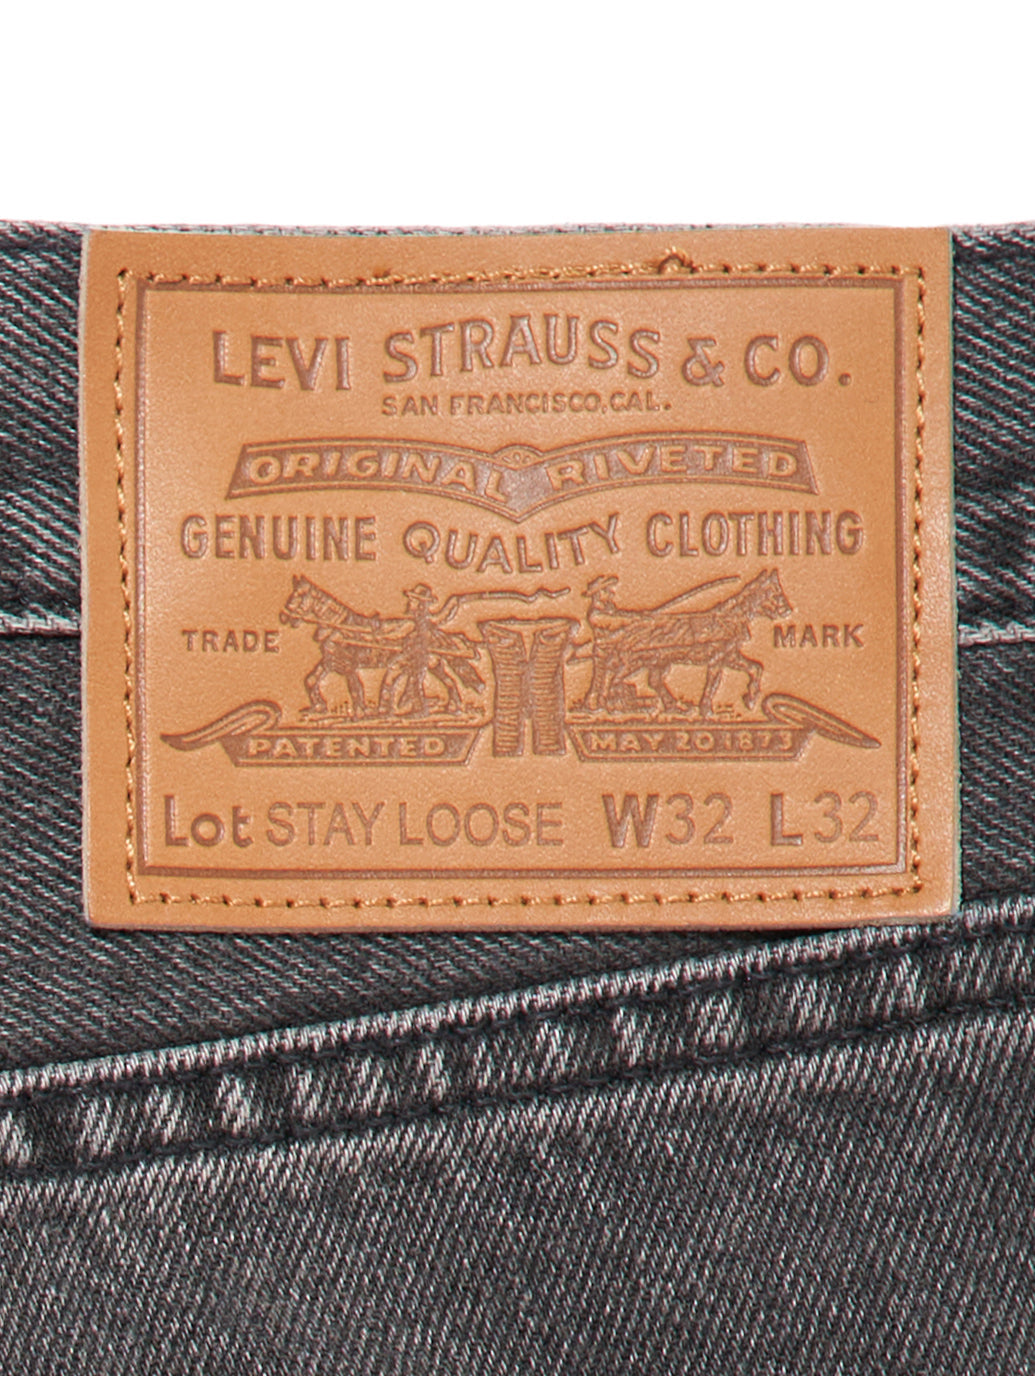 LEVI STRAUSS & CO.
SAN FRANCISCO, CAL.
ORIGINAL RIVETED
GENUINE QUALITY CLOTHING
TRADE MARK
PATENTED MAY 20 1873
Lot STAY LOOSE W32 L32